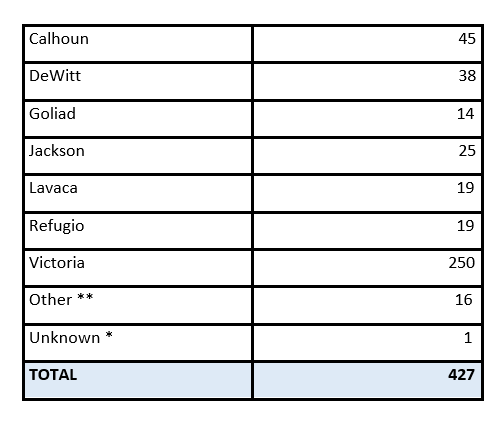 Calhoun 45
DeWitt 38
Goliad 14
Jackson 25
Lavaca 19
Refugio 19
Victoria 250
Other ** 16
Unknown * 1
TOTAL 427